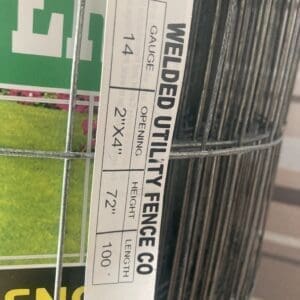 WELDED UTILITY FENCE CO
GAUGE OPENING HEIGHT LENGTH
14 2"X4" 72" 100'